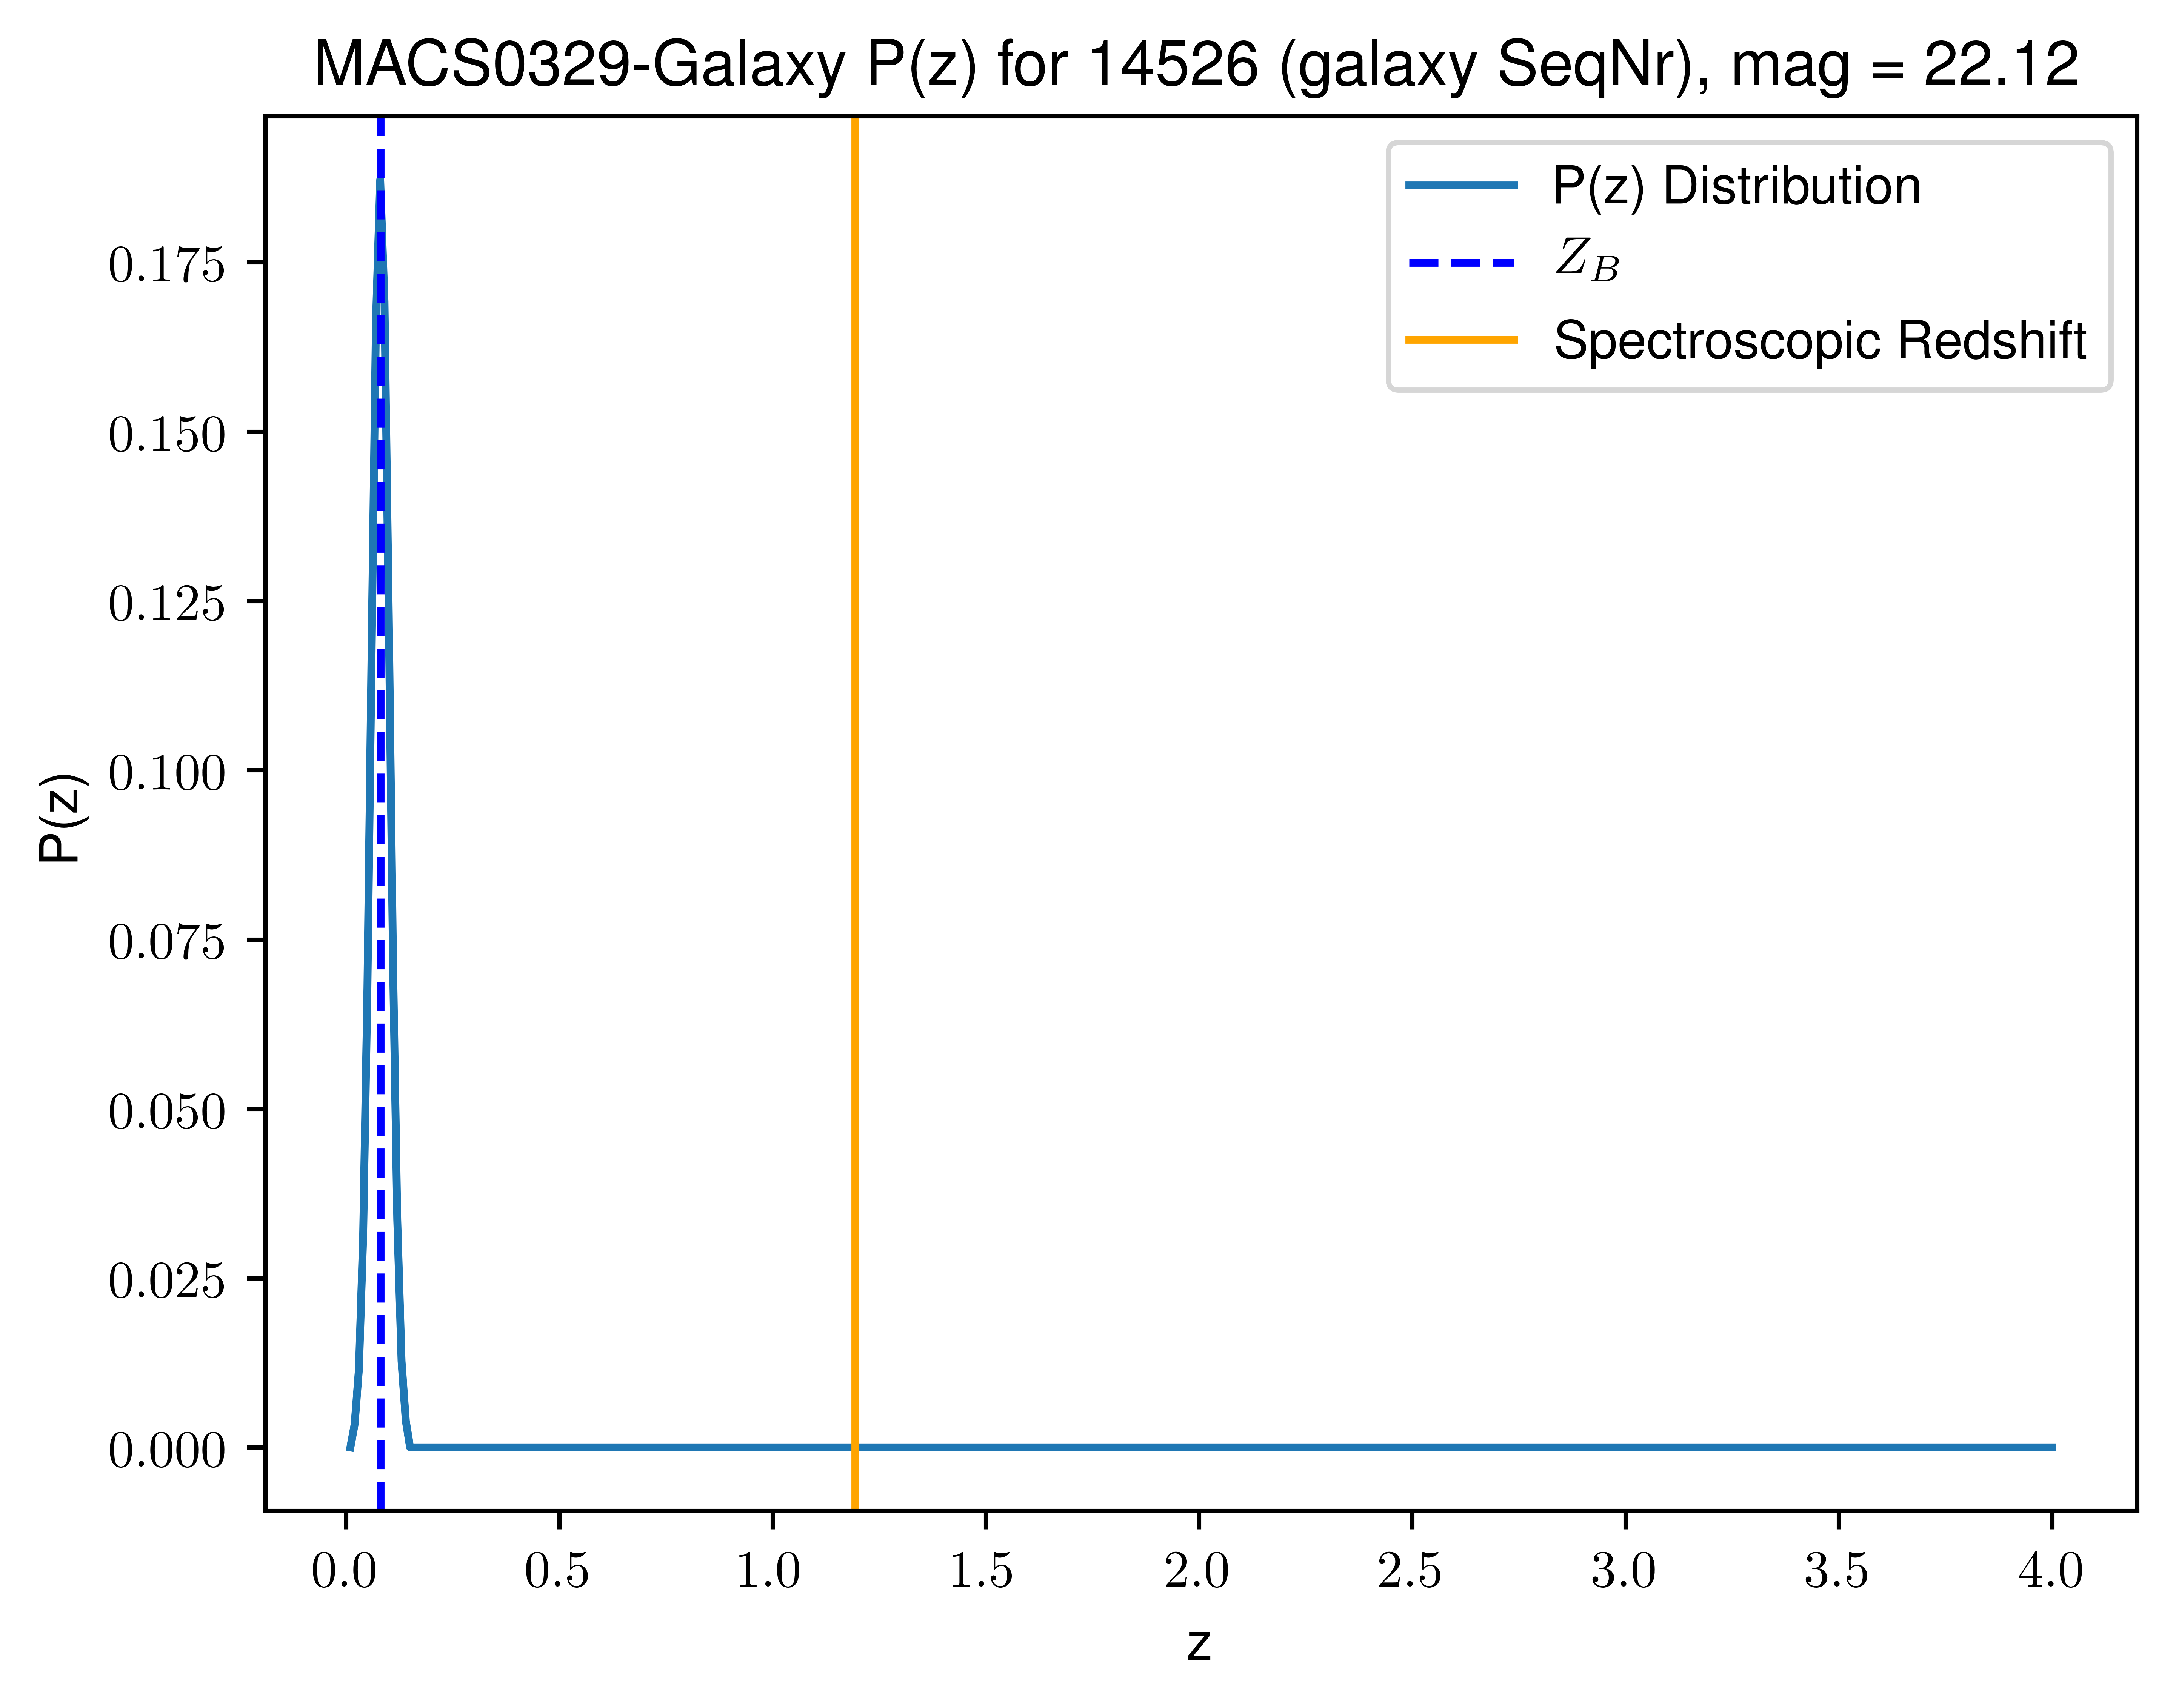 MACS0329-Galaxy P(z) for 14526 (galaxy SeqNr), mag = 22.12
P(z) Distribution
Z_B
Spectroscopic Redshift
P(z)
0.175
0.150
0.125
0.100
0.075
0.050
0.025
0.000
0.0 0.5 1.0 1.5 2.0 2.5 3.0 3.5 4.0
z